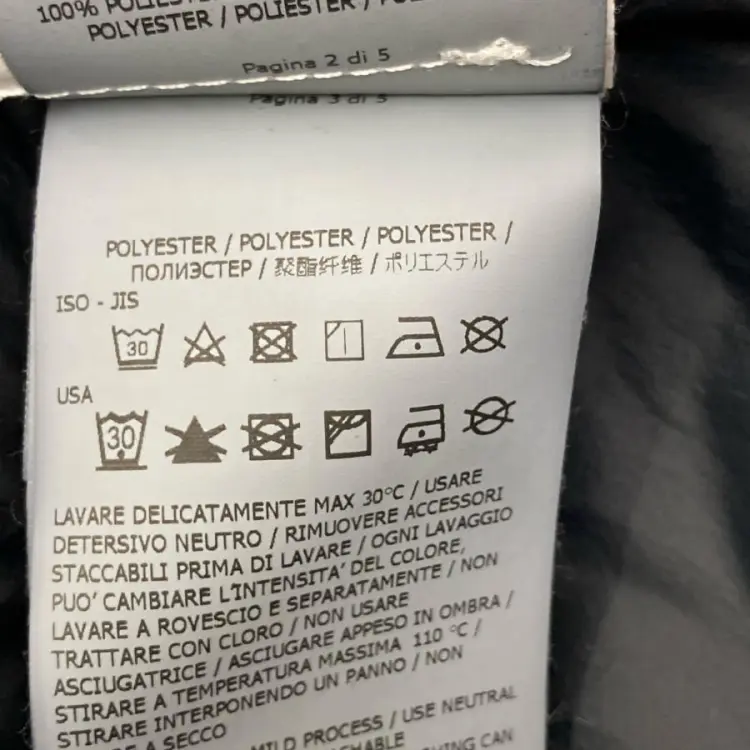 100% POLIESTER
POLYESTER / POLIESTER /
Pagina 2 di 5
Pagina 3 di 5
POLYESTER / POLYESTER / POLYESTER /
ПОЛИЭСТЕР / 聚酯纤维 / ポリエステル
ISO - JIS
30
USA
30
LAVARE DELICATAMENTE MAX 30°C / USARE
DETERSIVO NEUTRO / RIMUOVERE ACCESSORI
STACCABILI PRIMA DI LAVARE / OGNI LAVAGGIO
PUO' CAMBIARE L'INTENSITA' DEL COLORE,
LAVARE A ROVESCIO E SEPARATAMENTE / NON
TRATTARE CON CLORO / NON USARE
ASCIUGATRICE / ASCIUGARE APPESO IN OMBRA /
STIRARE A TEMPERATURA MASSIMA 110 °C /
STIRARE INTERPONENDO UN PANNO / NON
A SECCO
MILD PROCESS / USE NEUTRAL
CAN